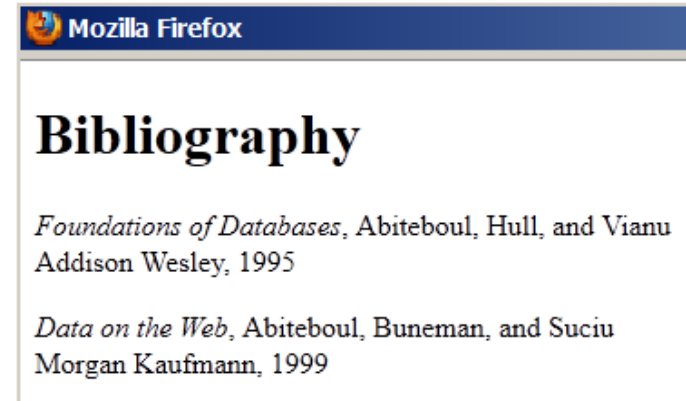 Mozilla Firefox
Bibliography
Foundations of Databases, Abiteboul, Hull, and Vianu
Addison Wesley, 1995
Data on the Web, Abiteboul, Buneman, and Suciu
Morgan Kaufmann, 1999